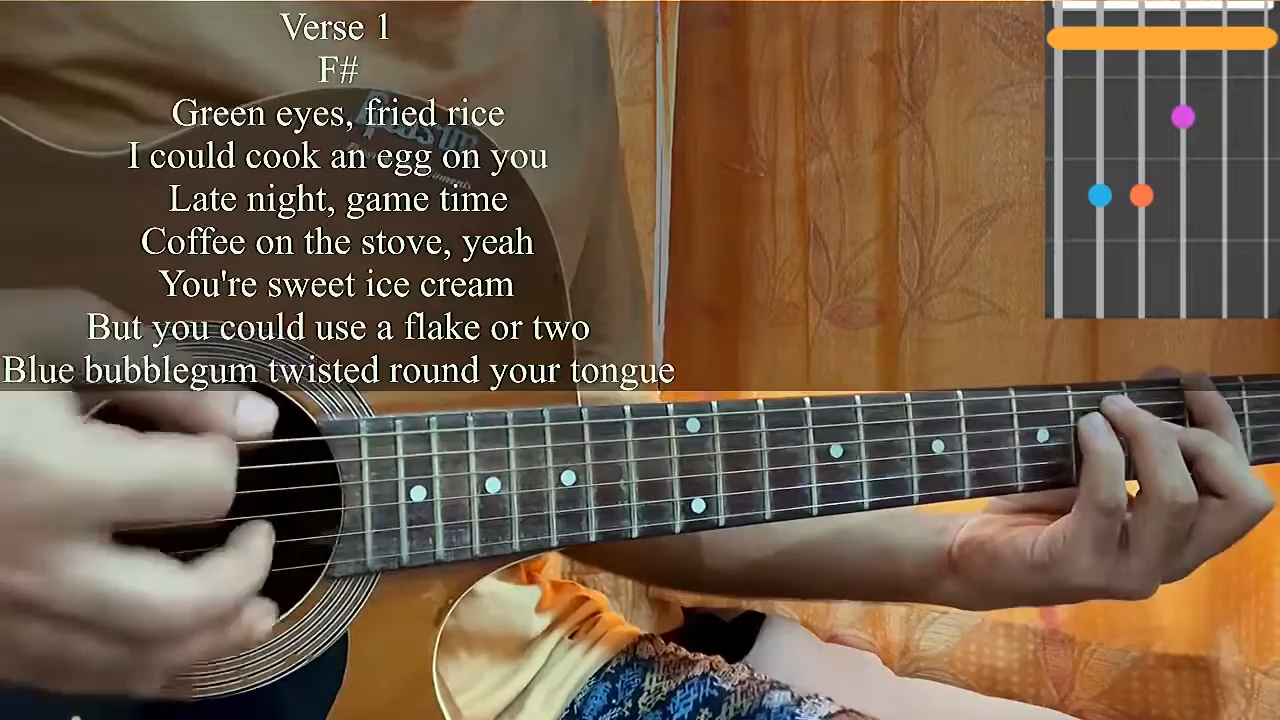 Verse 1
F#
Green eyes, fried rice
I could cook an egg on you
Late night, game time
Coffee on the stove, yeah
You're sweet ice cream
But you could use a flake or two
Blue bubblegum twisted round your tongue